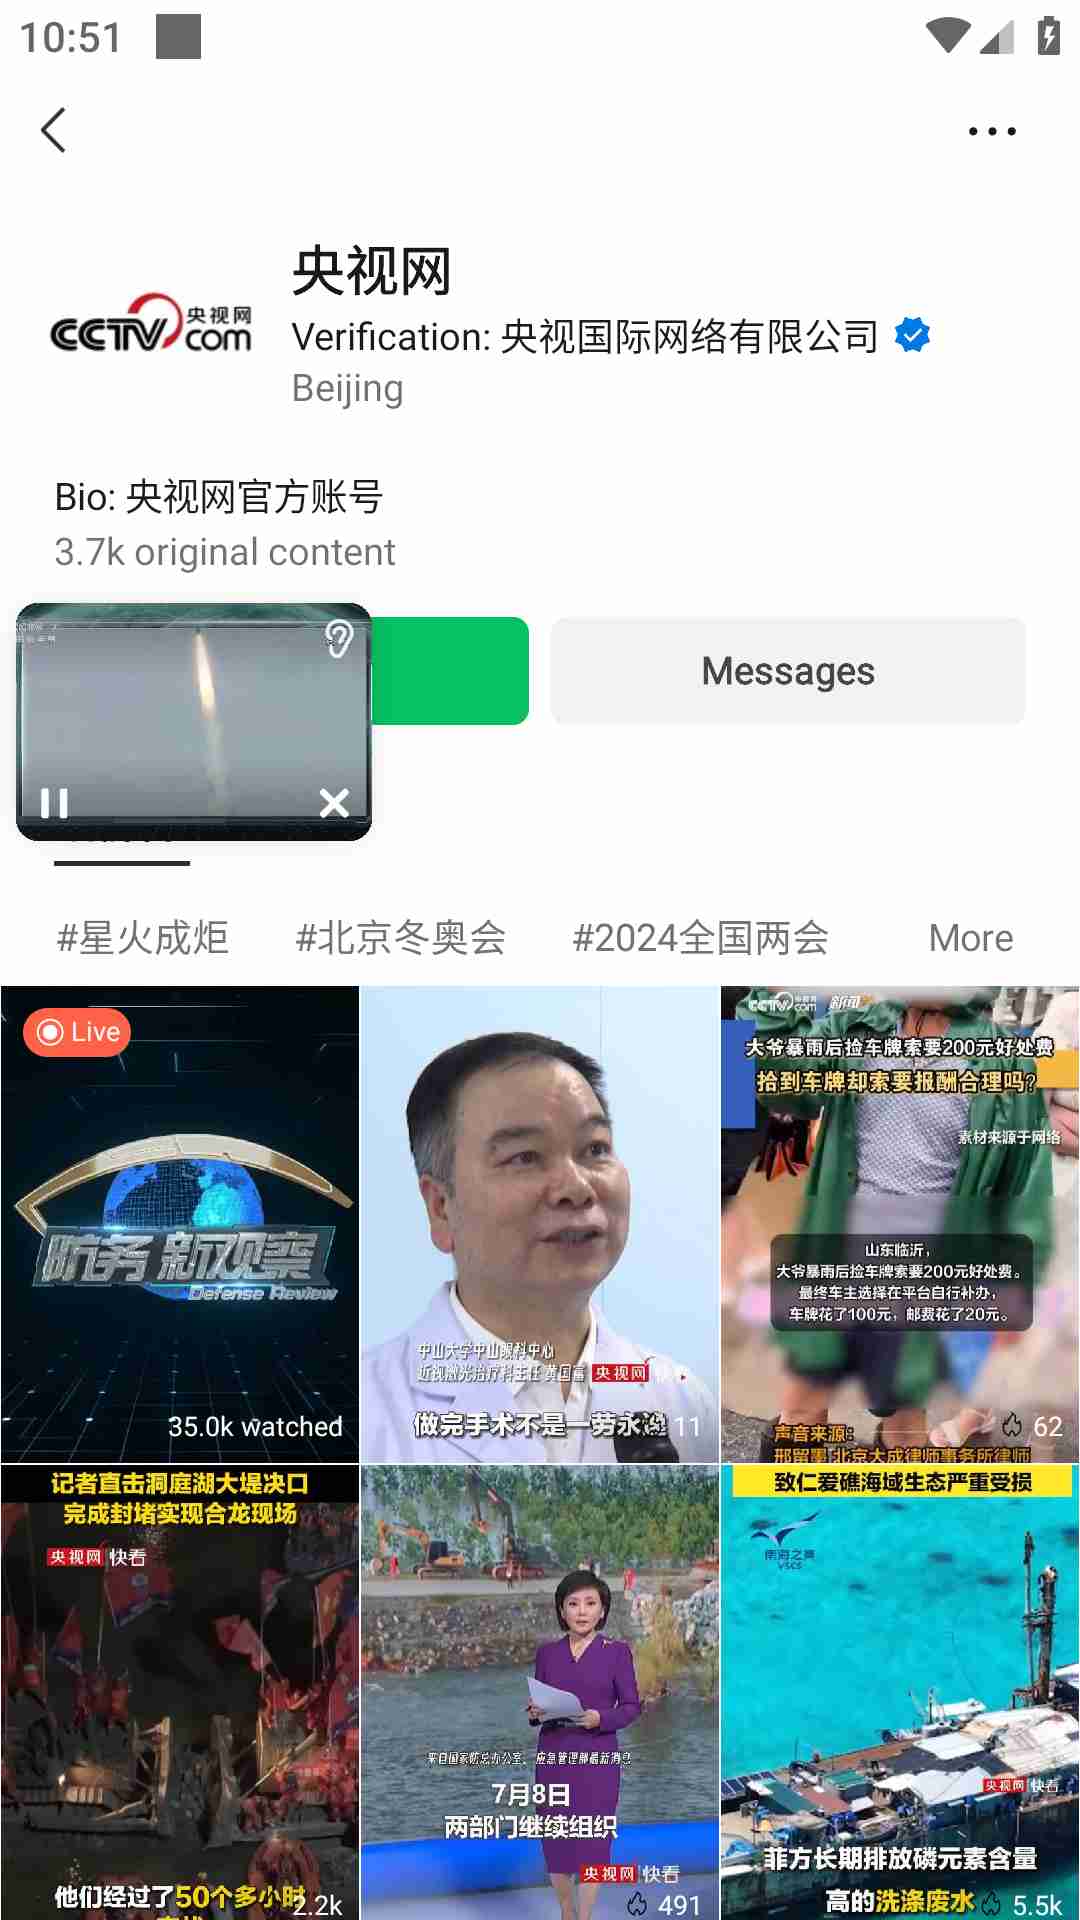 10:51
央视网
CCTV.com 央视网
Verification: 央视国际网络有限公司
Beijing
Bio: 央视网官方账号
3.7k original content
Messages
#星火成炬
#北京冬奥会
#2024全国两会
More
Live
防务新观察
Defense Review
35.0k watched
中山大学中山眼科中心
近视激光治疗科主任 黄国富
央视网
做完手术不是一劳永逸
11
CCTV.com 央视网 新闻+
大爷暴雨后捡车牌索要200元好处费
拾到车牌却索要报酬合理吗?
素材来源于网络
山东临沂，
大爷暴雨后捡车牌索要200元好处费。
最终车主选择在平台自行补办，
车牌花了100元，邮费花了20元。
声音来源：
邢留墨 北京大成律师事务所律师
62
记者直击洞庭湖大堤决口
完成封堵实现合龙现场
央视网 快看
他们经过了50个多小时
2.2k
来自国家防总办公室、应急管理部最新消息
7月8日
两部门继续组织
央视网 快看
491
致仁爱礁海域生态严重受损
南海之声
VSCS
央视网 快看
菲方长期排放磷元素含量
高的洗涤废水
5.5k